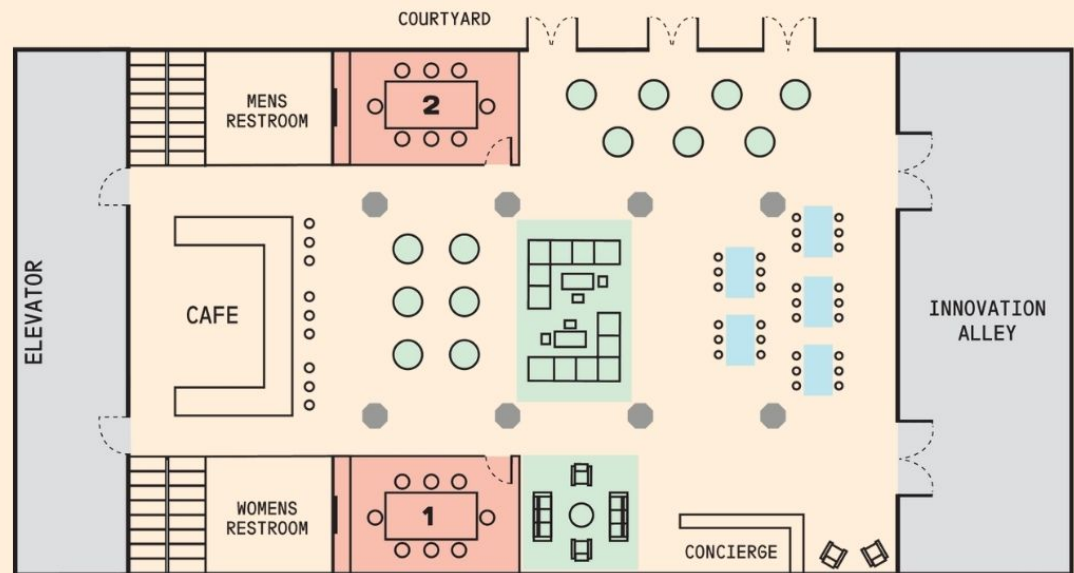 COURTYARD
MENS
RESTROOM
2
ELEVATOR
CAFE
INNOVATION
ALLEY
WOMENS
RESTROOM
1
CONCIERGE